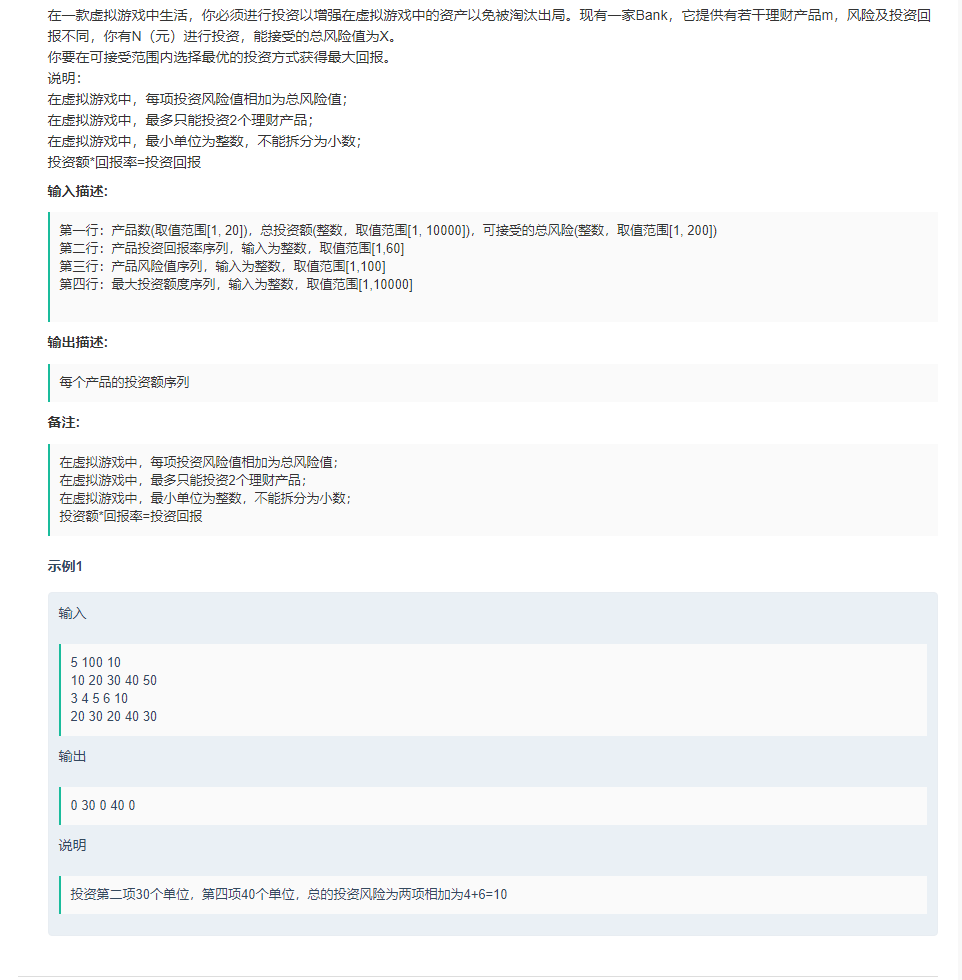 在一款虚拟游戏中生活，你必须进行投资以增强在虚拟游戏中的资产以免被淘汰出局。现有一家Bank，它提供有若干理财产品m，风险及投资回
报不同，你有N（元）进行投资，能接受的总风险值为X。
你要在可接受范围内选择最优的投资方式获得最大回报。
说明：
在虚拟游戏中，每项投资风险值相加为总风险值；
在虚拟游戏中，最多只能投资2个理财产品；
在虚拟游戏中，最小单位为整数，不能拆分为小数；
投资额*回报率=投资回报
输入描述：
第一行：产品数(取值范围[1, 20])，总投资额(整数，取值范围[1, 10000])，可接受的总风险(整数，取值范围[1, 200])
第二行：产品投资回报率序列，输入为整数，取值范围[1,60]
第三行：产品风险值序列，输入为整数，取值范围[1,100]
第四行：最大投资额度序列，输入为整数，取值范围[1,10000]
输出描述：
每个产品的投资额序列
备注：
在虚拟游戏中，每项投资风险值相加为总风险值；
在虚拟游戏中，最多只能投资2个理财产品；
在虚拟游戏中，最小单位为整数，不能拆分为小数；
投资额*回报率=投资回报
示例1
输入
5 100 10
10 20 30 40 50
3 4 5 6 10
20 30 20 40 30
输出
0 30 0 40 0
说明
投资第二项30个单位，第四项40个单位，总的投资风险为两项相加为4+6=10